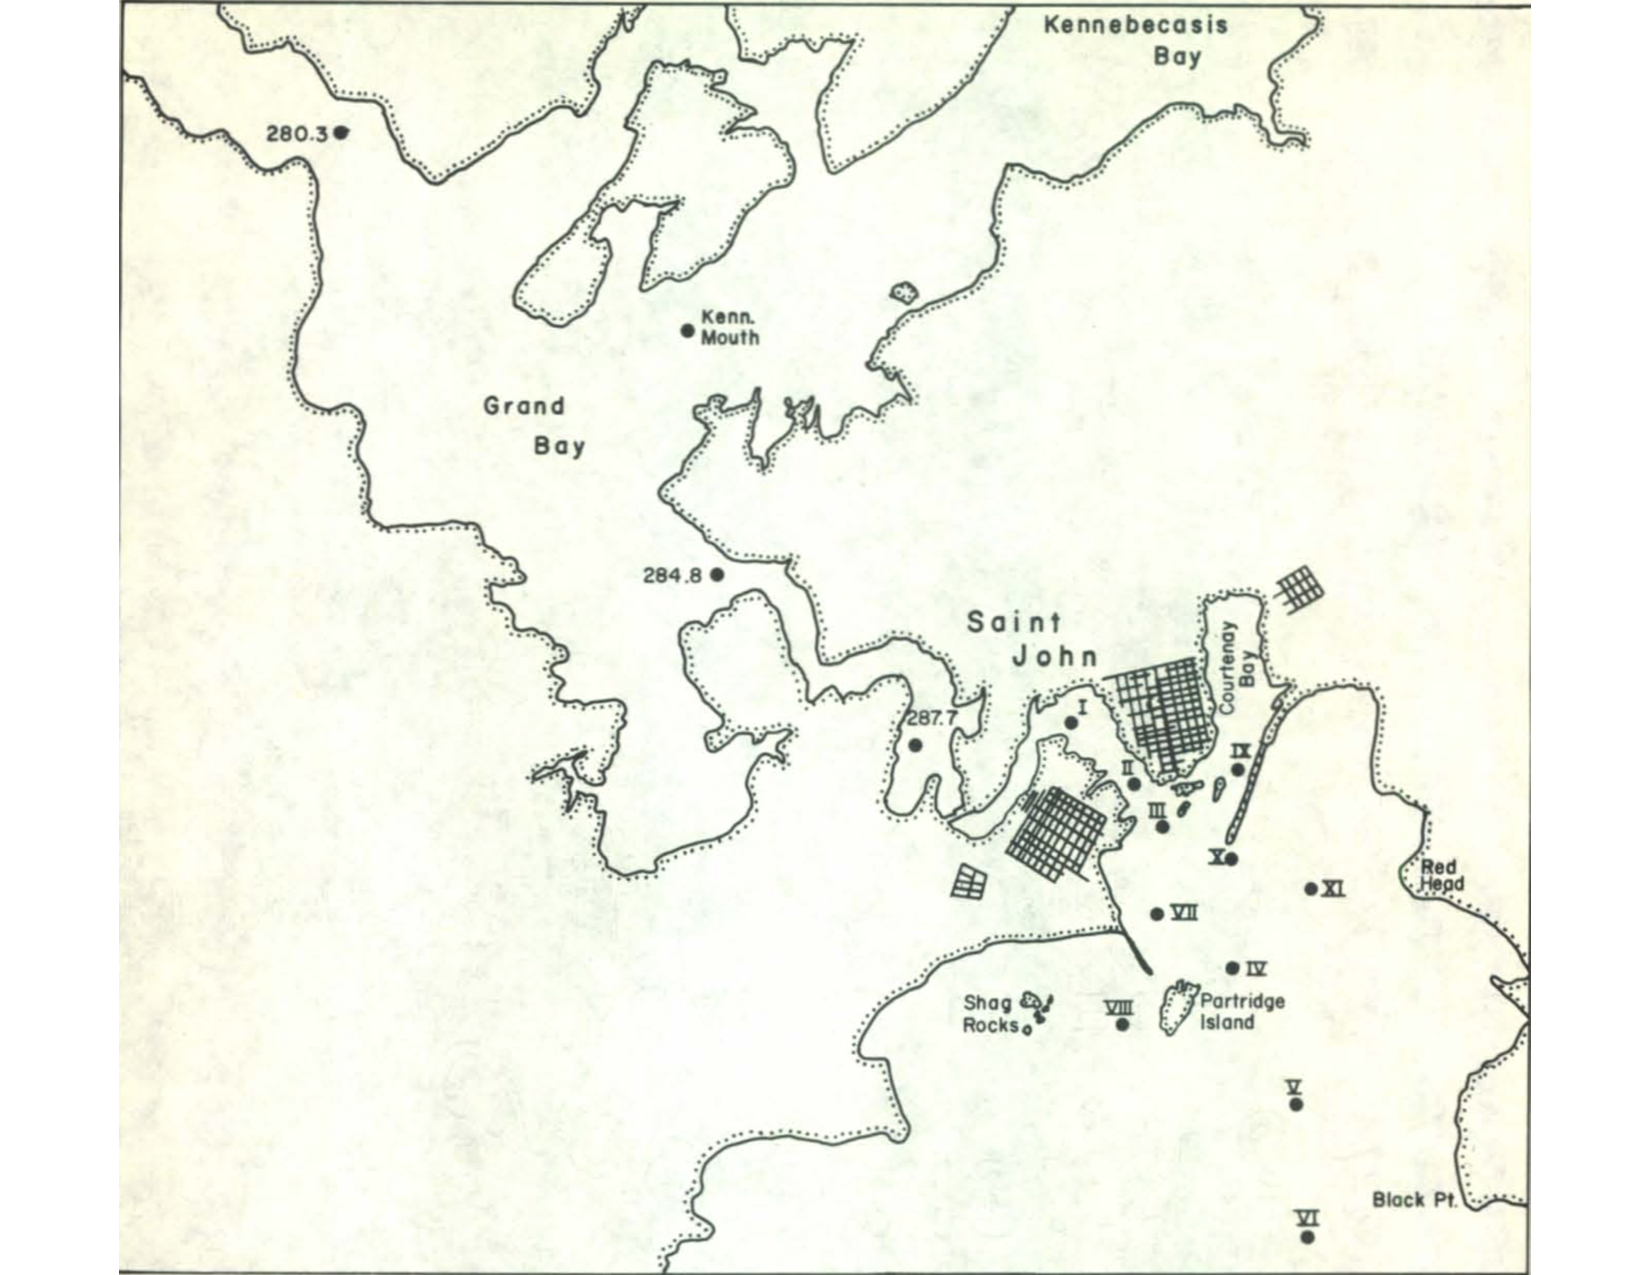 Kennebecasis
Bay
280.3
Kenn.
Mouth
Grand
Bay
284.8
Saint
John
Courtenay
Bay
287.7
I
II
IX
III
X
Red
Head
XI
VII
IV
Shag
Rocks
VIII
Partridge
Island
V
Black Pt.
VI